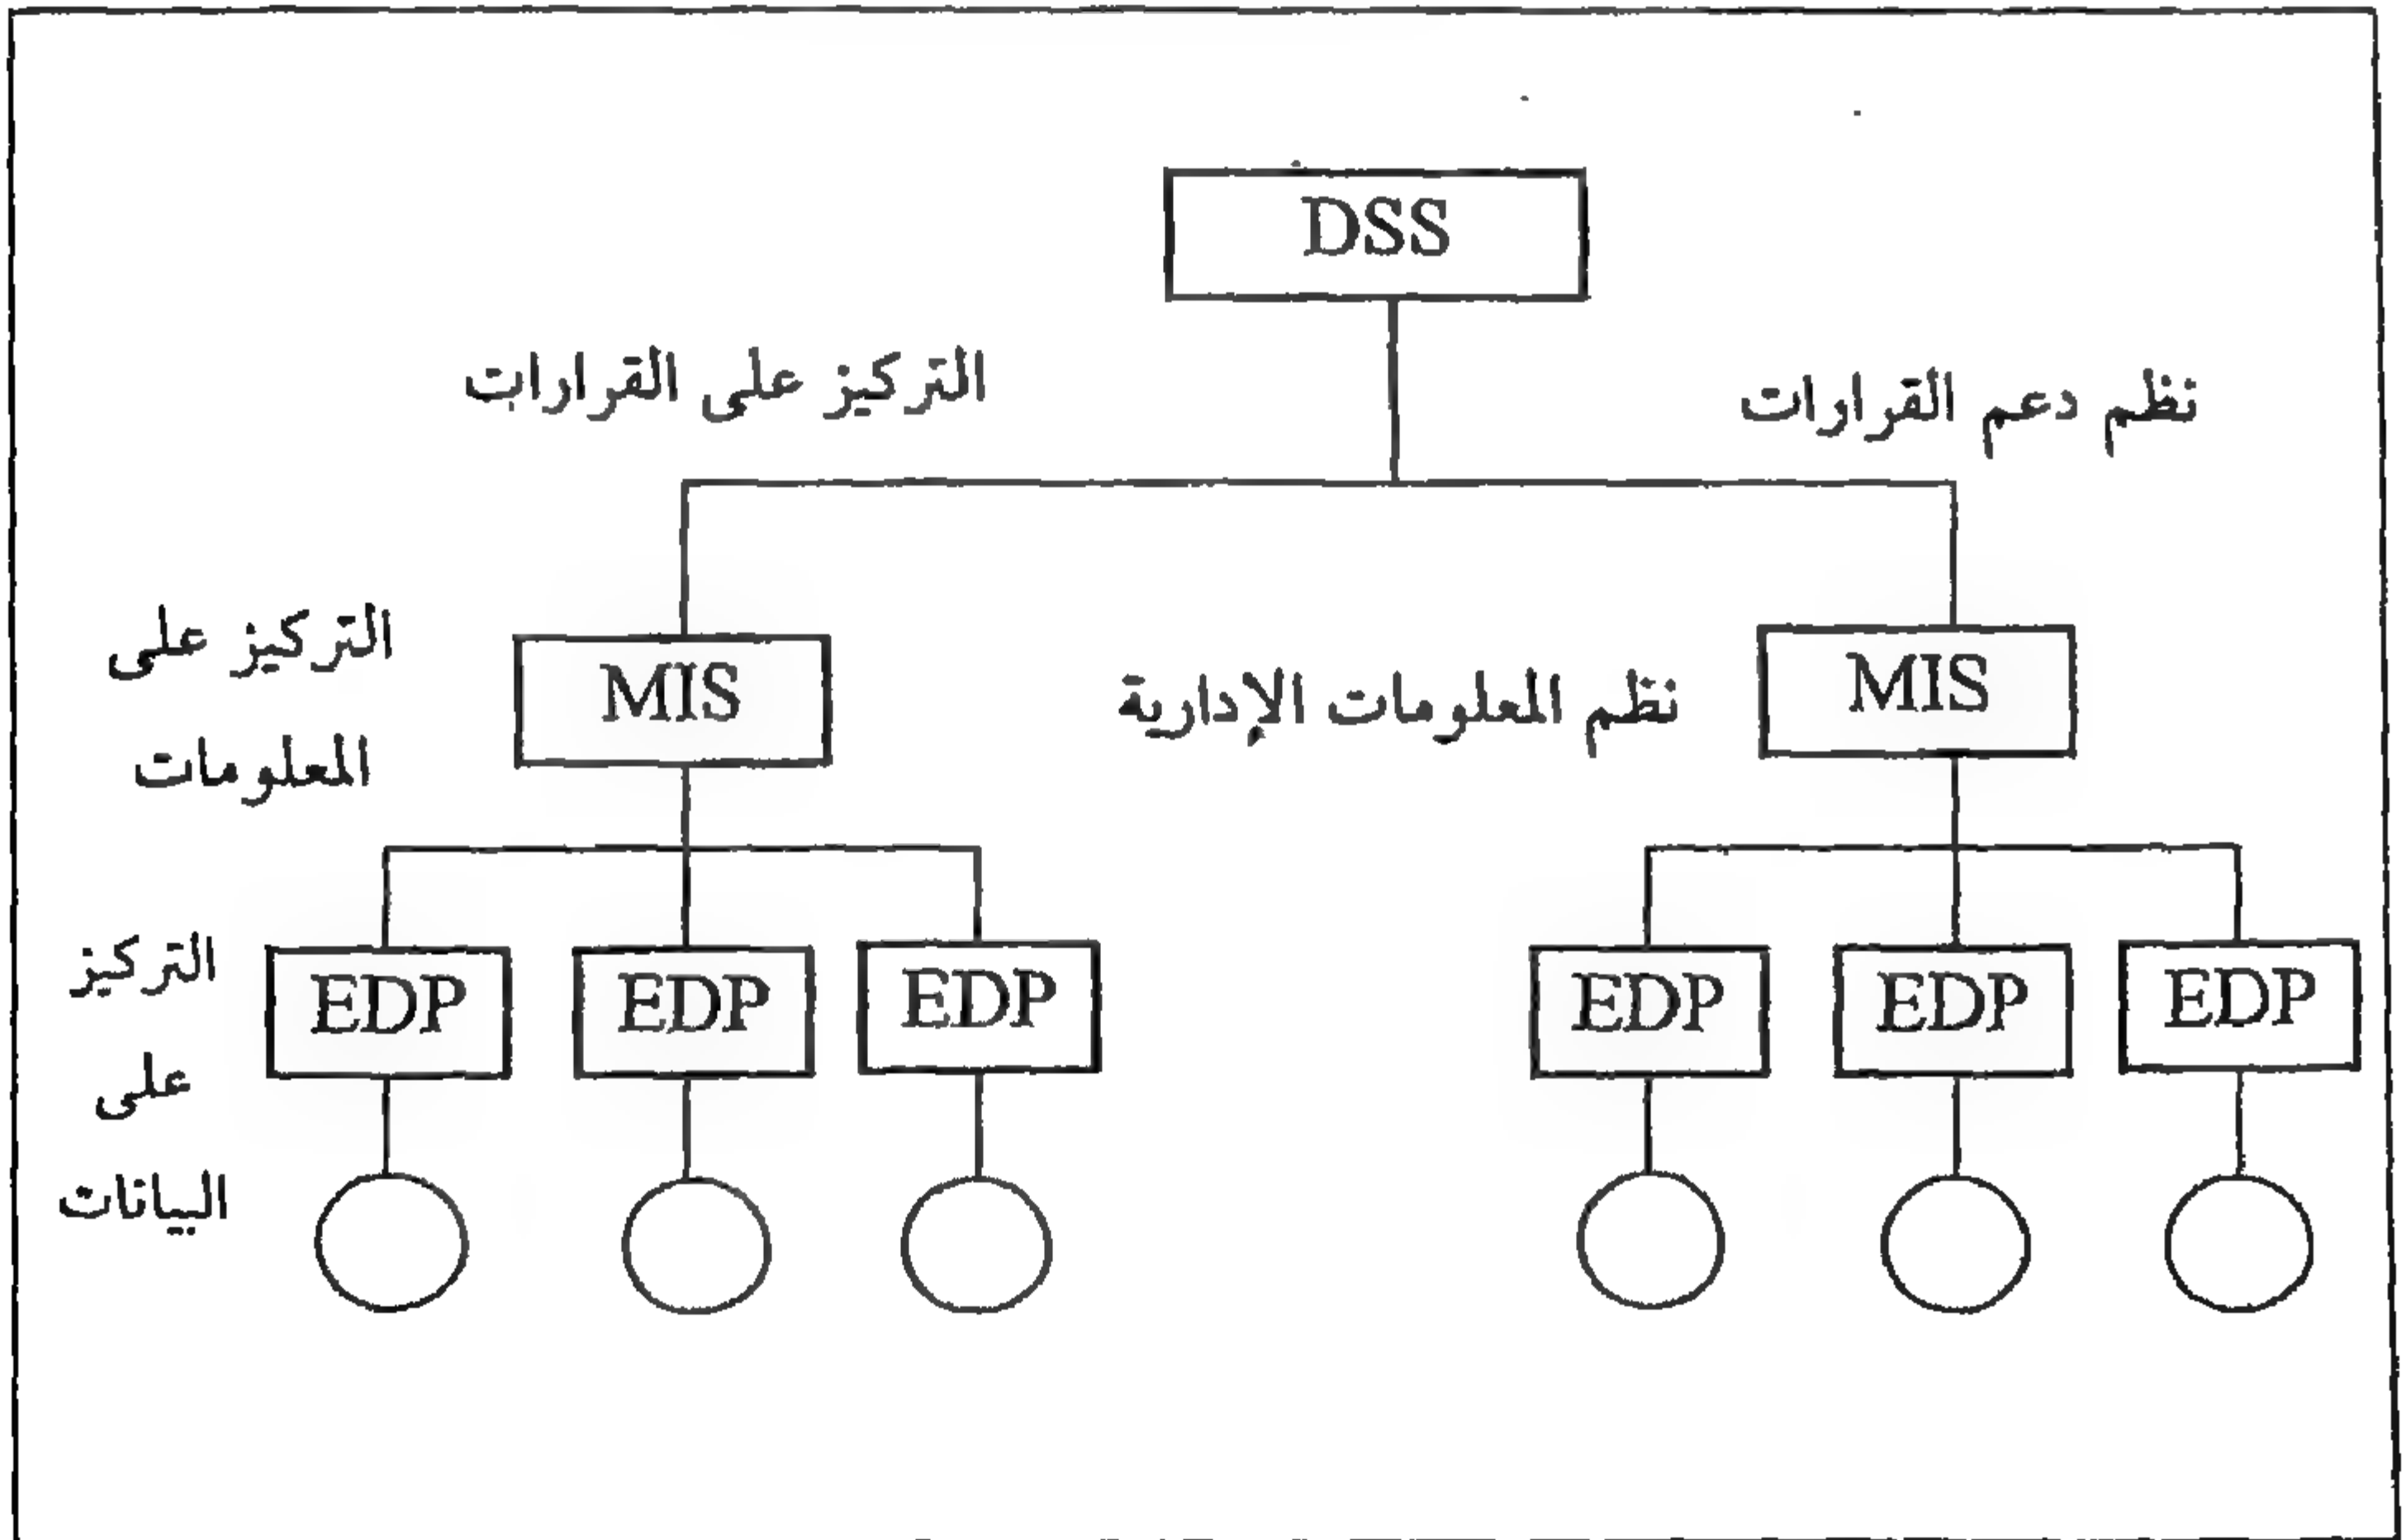 DSS
نظم دعم القرارات
التركيز على القرارات
MIS
نظم المعلومات الإدارية
MIS
التركيز على
المعلومات
EDP
EDP
EDP
EDP
EDP
EDP
التركيز
على
البيانات